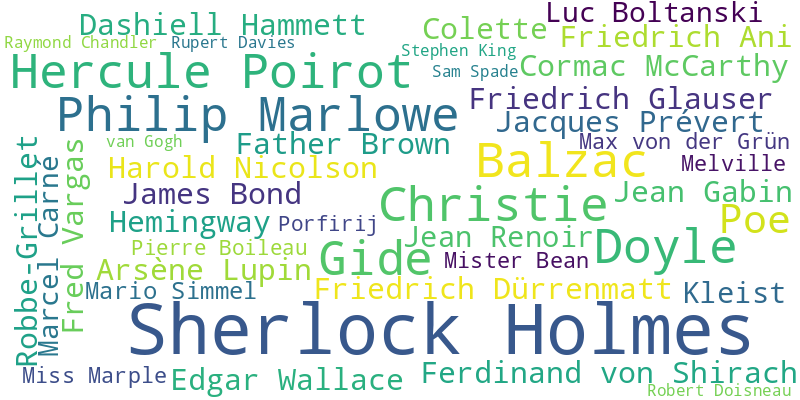 Luc Boltanski
Dashiell Hammett
Colette
Friedrich Ani
Raymond Chandler
Rupert Davies
Stephen King
Hercule Poirot
Sam Spade
Cormac McCarthy
Philip Marlowe
Friedrich Glauser
Jacques Prévert
van Gogh
Father Brown
Max von der Grün
Harold Nicolson
Balzac
Melville
James Bond
Christie
Jean Gabin
Hemingway
Porfirij
Poe
Robbe-Grillet
Marcel Carné
Fred Vargas
Pierre Boileau
Jean Renoir
Doyle
Arsène Lupin
Gide
Mister Bean
Mario Simmel
Friedrich Dürrenmatt
Kleist
Sherlock Holmes
Miss Marple
Edgar Wallace
Ferdinand von Schirach
Robert Doisneau